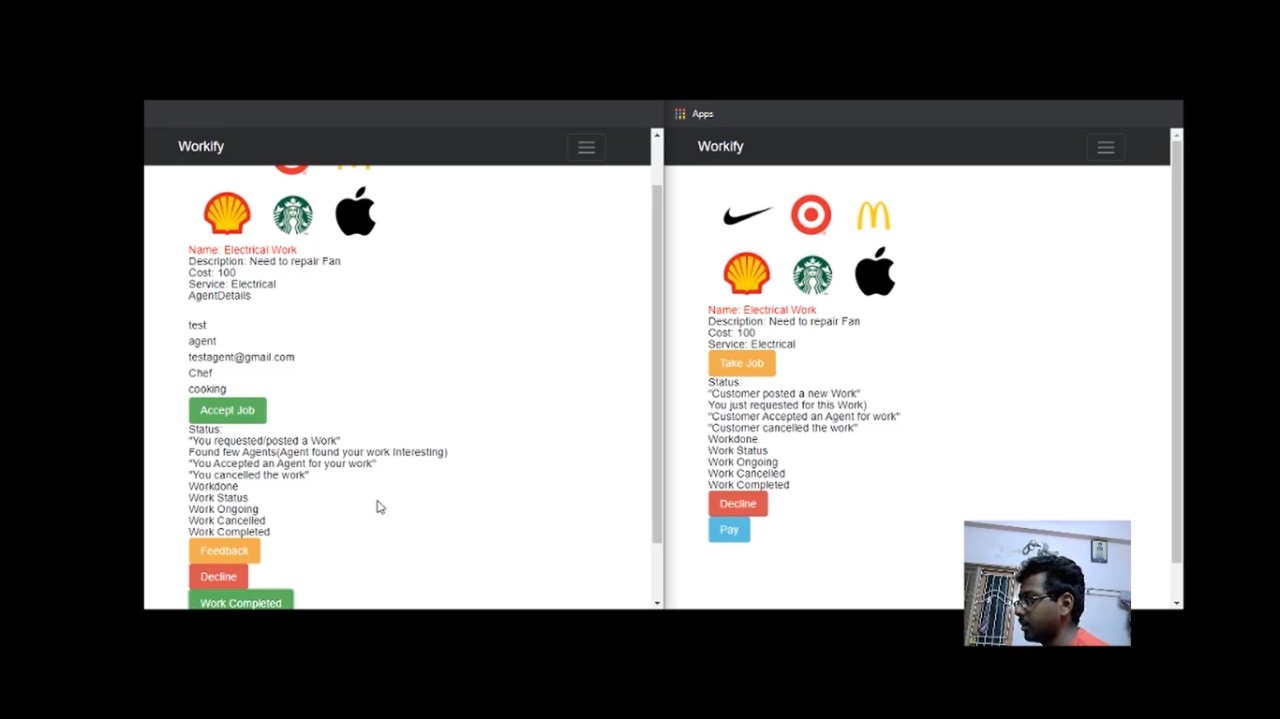 Workify
Name: Electrical Work
Description: Need to repair Fan
Cost: 100
Service: Electrical
AgentDetails
test
agent
testagent@gmail.com
Chef
cooking
Accept Job
Status:
"You requested/posted a Work"
Found few Agents(Agent found your work Interesting)
"You Accepted an Agent for your work"
"You cancelled the work"
Workdone
Work Status
Work Ongoing
Work Cancelled
Work Completed
Feedback
Decline
Work Completed
Apps
Workify
Name: Electrical Work
Description: Need to repair Fan
Cost: 100
Service: Electrical
Take Job
Status
"Customer posted a new Work"
You just requested for this Work)
"Customer Accepted an Agent for work"
"Customer cancelled the work"
Workdone
Work Status
Work Ongoing
Work Cancelled
Work Completed
Decline
Pay